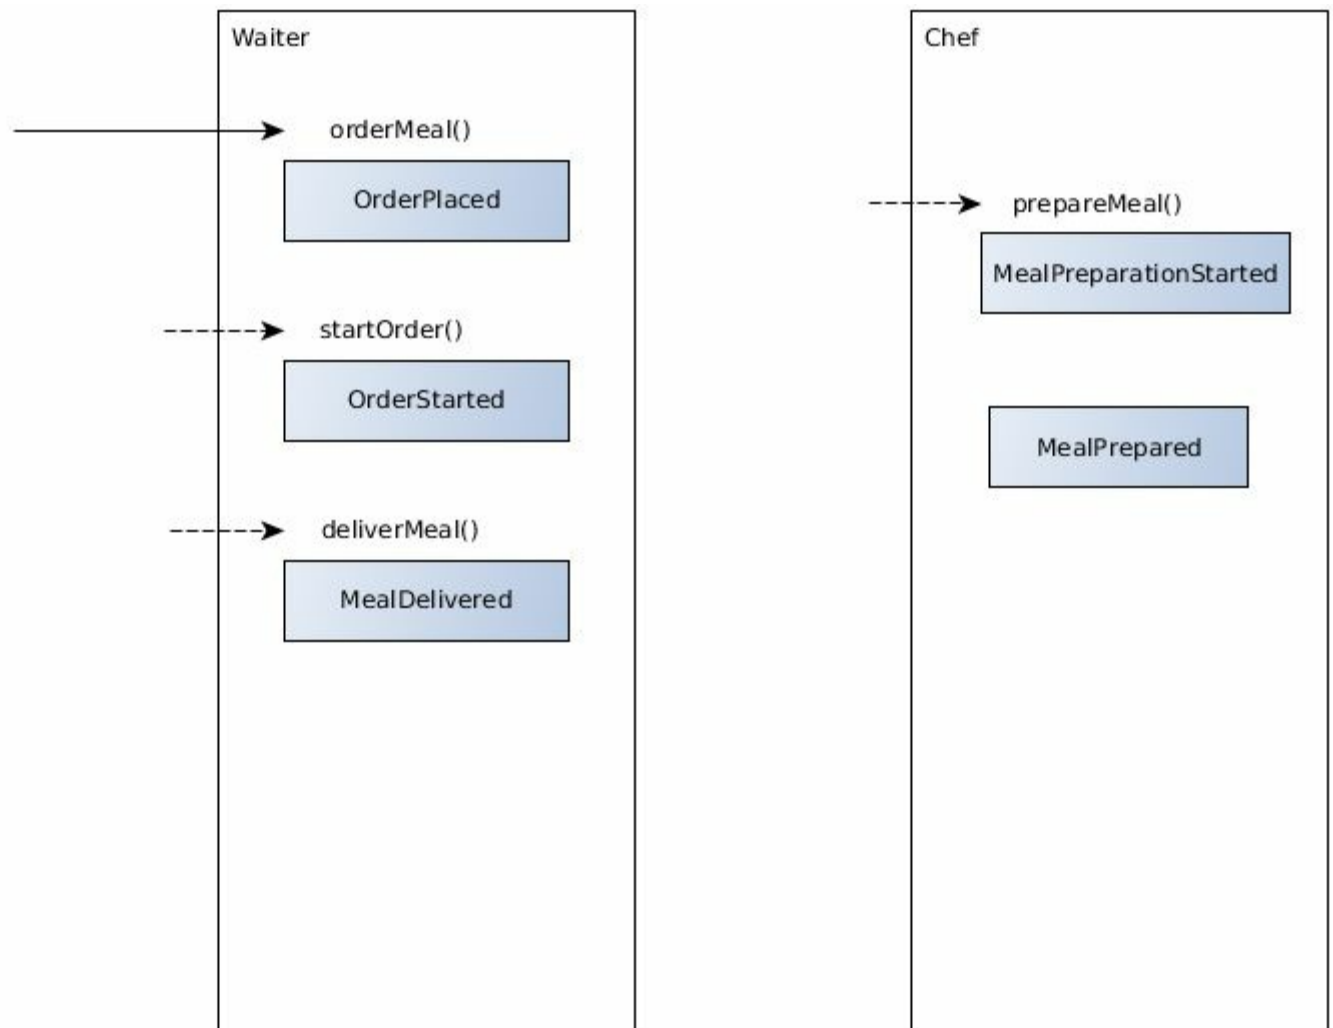 Waiter
orderMeal()
OrderPlaced
startOrder()
OrderStarted
deliverMeal()
MealDelivered
Chef
prepareMeal()
MealPreparationStarted
MealPrepared